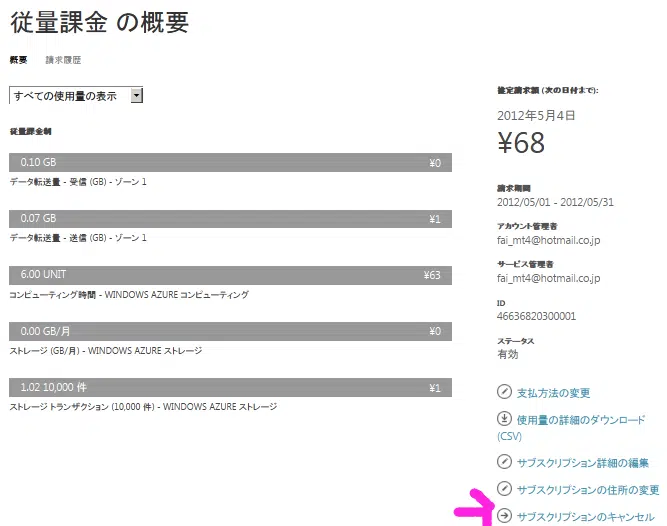 従量課金 の概要
概要 請求履歴
すべての使用量の表示
従量課金制
0.10 GB ¥0
データ転送量 - 受信 (GB) - ゾーン 1
0.07 GB ¥1
データ転送量 - 送信 (GB) - ゾーン 1
6.00 UNIT ¥63
コンピューティング時間 - WINDOWS AZURE コンピューティング
0.00 GB/月 ¥0
ストレージ (GB/月) - WINDOWS AZURE ストレージ
1.02 10,000 件 ¥1
ストレージ トランザクション (10,000 件) - WINDOWS AZURE ストレージ
推定請求額 (次の日付まで):
2012年5月4日
¥68
請求期間
2012/05/01 - 2012/05/31
アカウント管理者
fai_mt4@hotmail.co.jp
サービス管理者
fai_mt4@hotmail.co.jp
ID
46636820300001
ステータス
有効
支払方法の変更
使用量の詳細のダウンロード
(CSV)
サブスクリプション詳細の編集
サブスクリプションの住所の変更
サブスクリプションのキャンセル